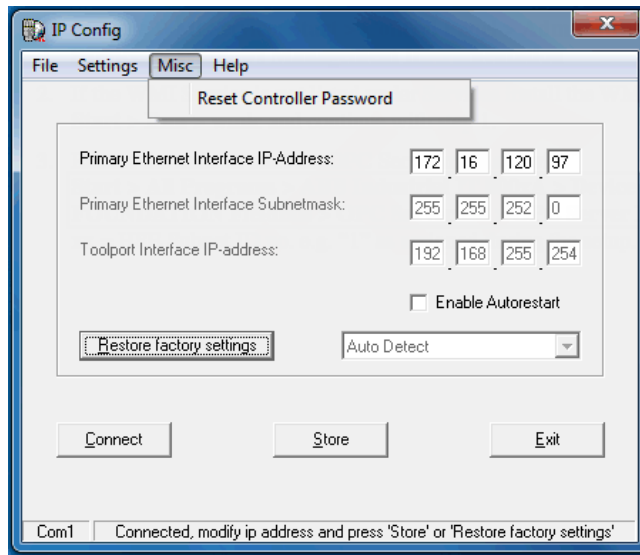 IP Config
File Settings Misc Help
Reset Controller Password
Primary Ethernet Interface IP-Address: 172 . 16 . 120 . 97
Primary Ethernet Interface Subnetmask: 255 . 255 . 252 . 0
Toolport Interface IP-address: 192 . 168 . 255 . 254
Enable Autorestart
Restore factory settings Auto Detect
Connect Store Exit
Com1 Connected, modify ip address and press 'Store' or 'Restore factory settings'